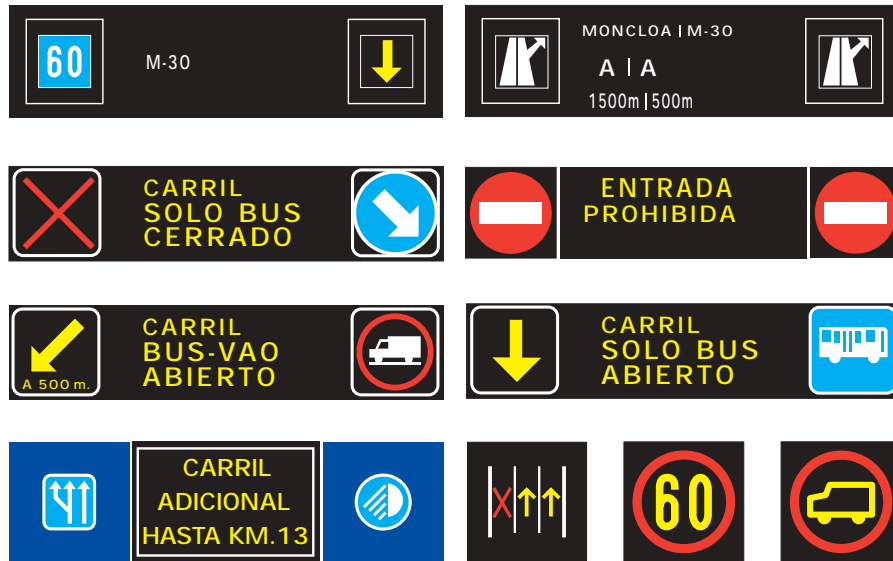 60
M-30
MONCLOA | M-30
A | A
1500m | 500m
CARRIL
SOLO BUS
CERRADO
ENTRADA
PROHIBIDA
A 500 m.
CARRIL
BUS-VAO
ABIERTO
CARRIL
SOLO BUS
ABIERTO
CARRIL
ADICIONAL
HASTA KM.13
60